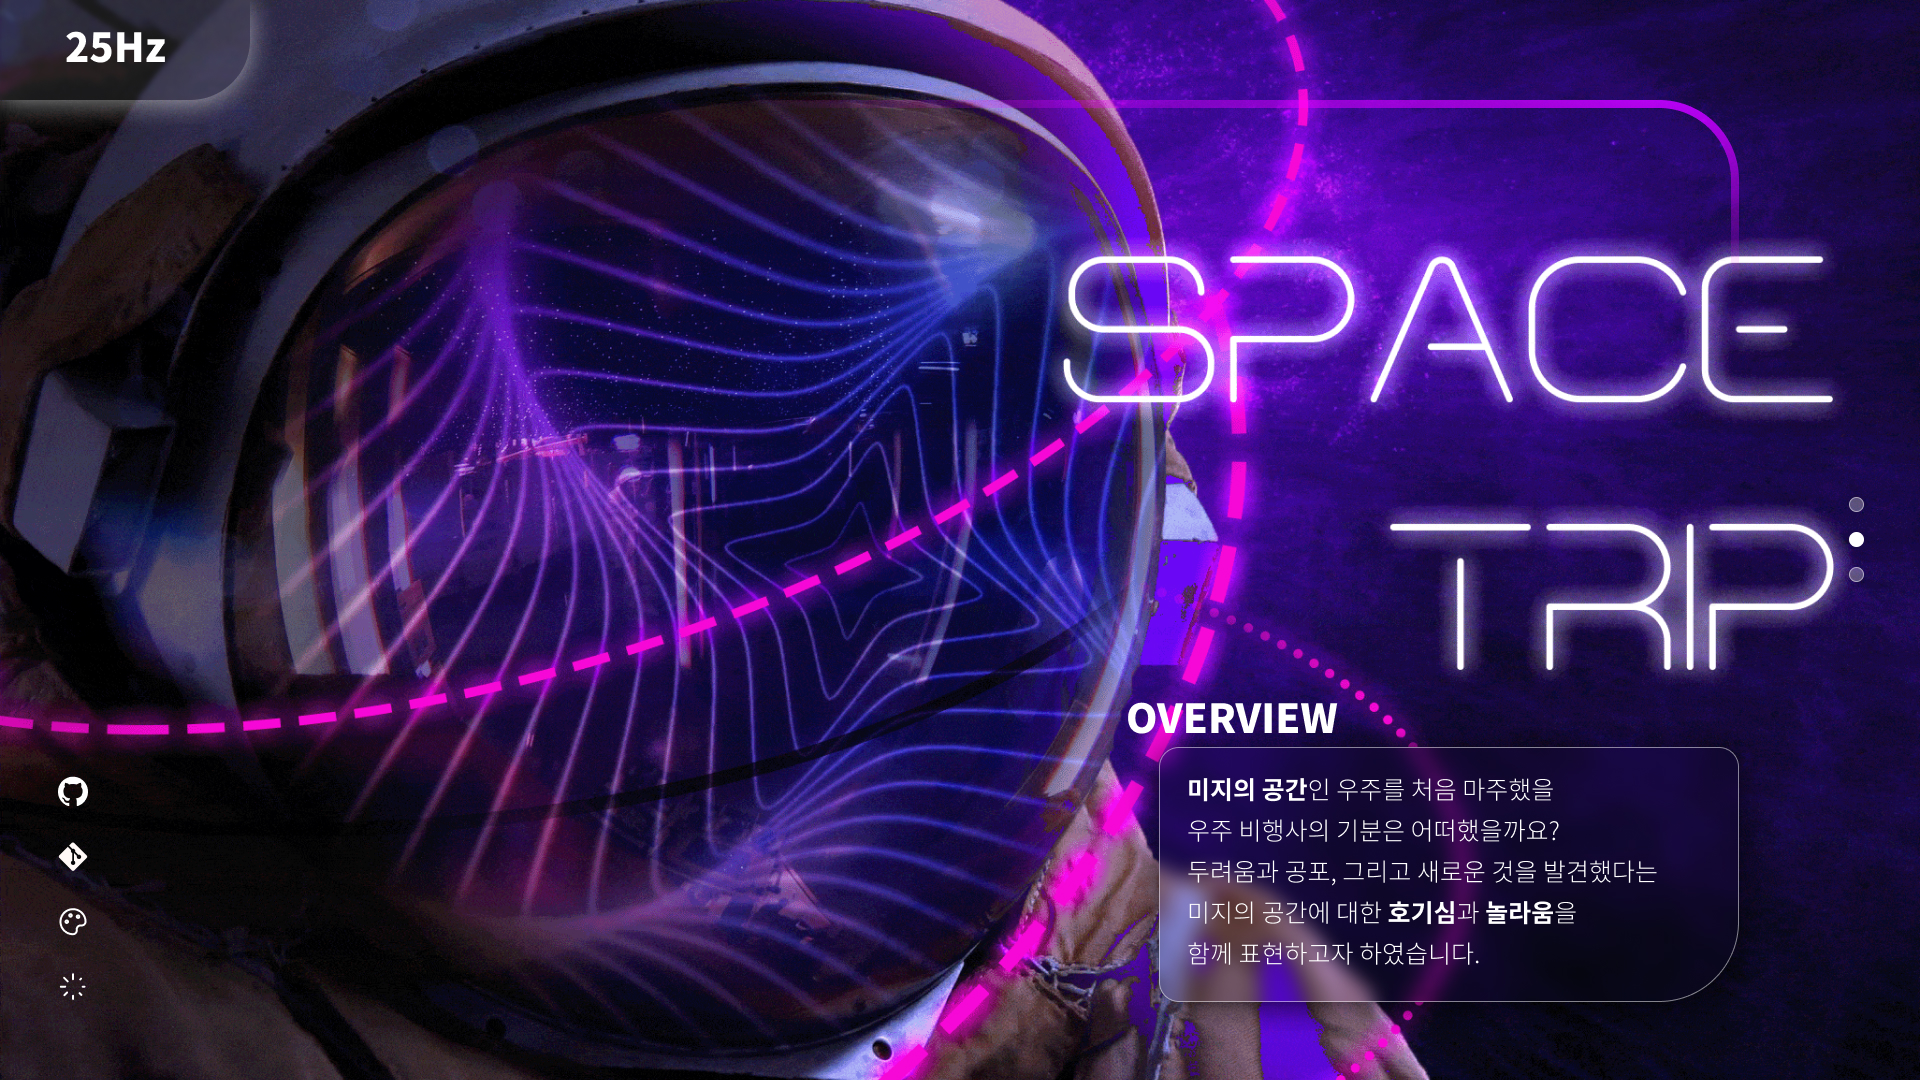 25Hz
SPACE
TRIP
OVERVIEW
미지의 공간인 우주를 처음 마주했을
우주 비행사의 기분은 어떠했을까요?
두려움과 공포, 그리고 새로운 것을 발견했다는
미지의 공간에 대한 호기심과 놀라움을
함께 표현하고자 하였습니다.